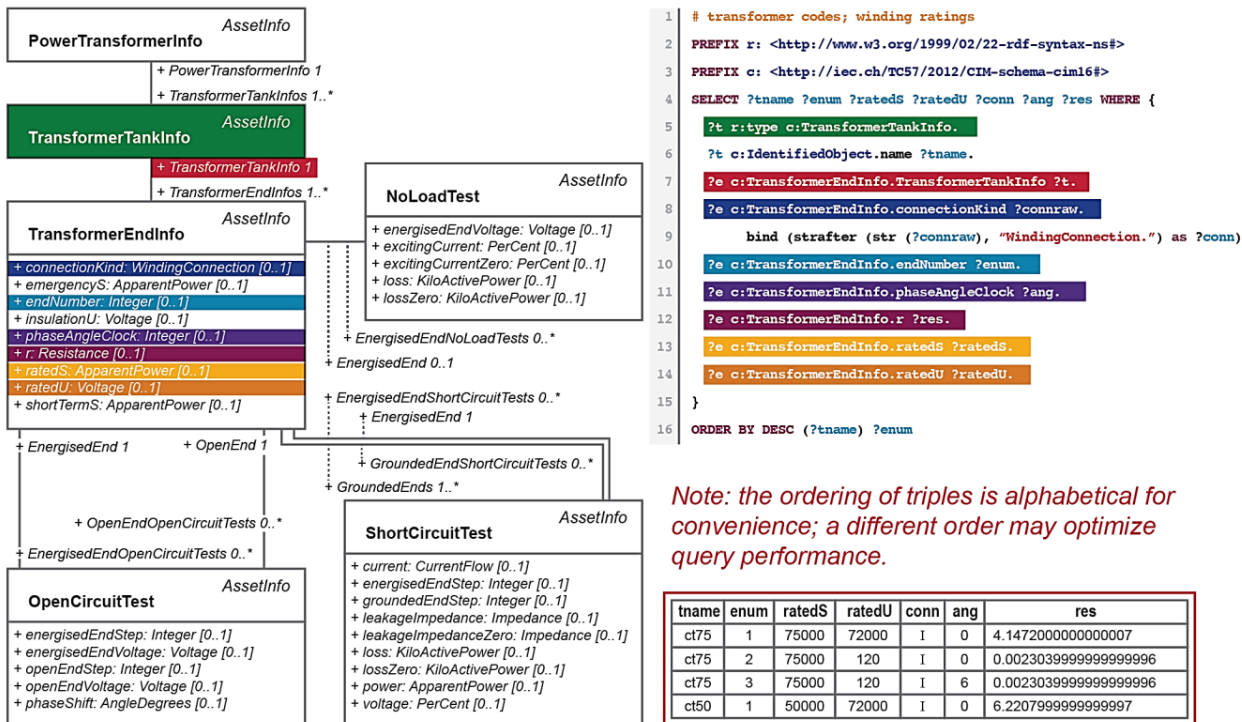 AssetInfo
PowerTransformerInfo
+ PowerTransformerInfo 1
+ TransformerTankInfos 1..*
AssetInfo
TransformerTankInfo
+ TransformerTankInfo 1
+ TransformerEndInfos 1..*
AssetInfo
TransformerEndInfo
+ connectionKind: WindingConnection [0..1]
+ emergencyS: ApparentPower [0..1]
+ endNumber: Integer [0..1]
+ insulationU: Voltage [0..1]
+ phaseAngleClock: Integer [0..1]
+ r: Resistance [0..1]
+ ratedS: ApparentPower [0..1]
+ ratedU: Voltage [0..1]
+ shortTermS: ApparentPower [0..1]
AssetInfo
NoLoadTest
+ energisedEndVoltage: Voltage [0..1]
+ excitingCurrent: PerCent [0..1]
+ excitingCurrentZero: PerCent [0..1]
+ loss: KiloActivePower [0..1]
+ lossZero: KiloActivePower [0..1]
+ EnergisedEndNoLoadTests 0..*
+ EnergisedEnd 0..1
+ EnergisedEndShortCircuitTests 0..*
+ EnergisedEnd 1
+ GroundedEndShortCircuitTests 0..*
+ GroundedEnds 1..*
+ EnergisedEnd 1
+ OpenEnd 1
+ OpenEndOpenCircuitTests 0..*
+ EnergisedEndOpenCircuitTests 0..*
AssetInfo
OpenCircuitTest
+ energisedEndStep: Integer [0..1]
+ energisedEndVoltage: Voltage [0..1]
+ openEndStep: Integer [0..1]
+ openEndVoltage: Voltage [0..1]
+ phaseShift: AngleDegrees [0..1]
AssetInfo
ShortCircuitTest
+ current: CurrentFlow [0..1]
+ energisedEndStep: Integer [0..1]
+ groundedEndStep: Integer [0..1]
+ leakageImpedance: Impedance [0..1]
+ leakageImpedanceZero: Impedance [0..1]
+ loss: KiloActivePower [0..1]
+ lossZero: KiloActivePower [0..1]
+ power: ApparentPower [0..1]
+ voltage: PerCent [0..1]
1 # transformer codes; winding ratings
2 PREFIX r: <http://www.w3.org/1999/02/22-rdf-syntax-ns#>
3 PREFIX c: <http://iec.ch/TC57/2012/CIM-schema-cim16#>
4 SELECT ?tname ?enum ?ratedS ?ratedU ?conn ?ang ?res WHERE {
5 ?t r:type c:TransformerTankInfo.
6 ?t c:IdentifiedObject.name ?tname.
7 ?e c:TransformerEndInfo.TransformerTankInfo ?t.
8 ?e c:TransformerEndInfo.connectionKind ?connraw.
9 bind (strafter (str (?connraw), “WindingConnection.”) as ?conn)
10 ?e c:TransformerEndInfo.endNumber ?enum.
11 ?e c:TransformerEndInfo.phaseAngleClock ?ang.
12 ?e c:TransformerEndInfo.r ?res.
13 ?e c:TransformerEndInfo.ratedS ?ratedS.
14 ?e c:TransformerEndInfo.ratedU ?ratedU.
15 }
16 ORDER BY DESC (?tname) ?enum
Note: the ordering of triples is alphabetical for
convenience; a different order may optimize
query performance.
tname enum ratedS ratedU conn ang res
ct75 1 75000 72000 I 0 4.1472000000000007
ct75 2 75000 120 I 0 0.0023039999999999996
ct75 3 75000 120 I 6 0.0023039999999999996
ct50 1 50000 72000 I 0 6.2207999999999997